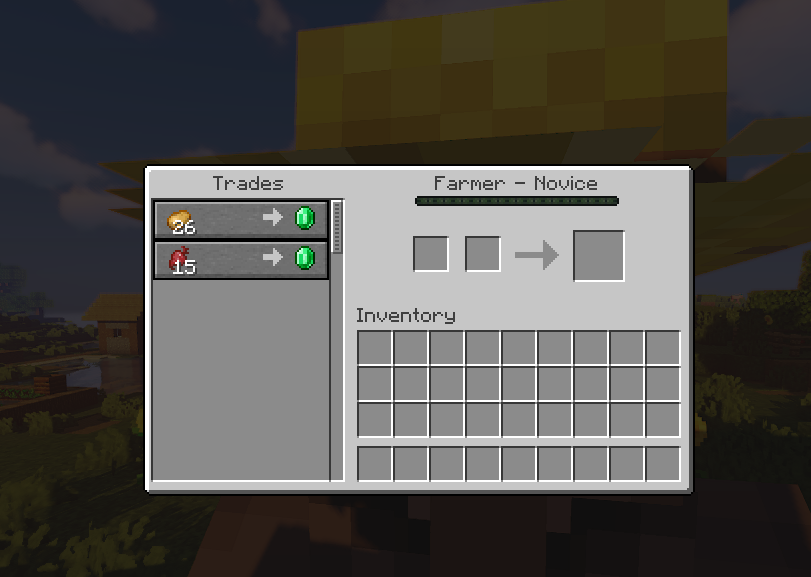 Trades
Farmer - Novice
26
15
Inventory